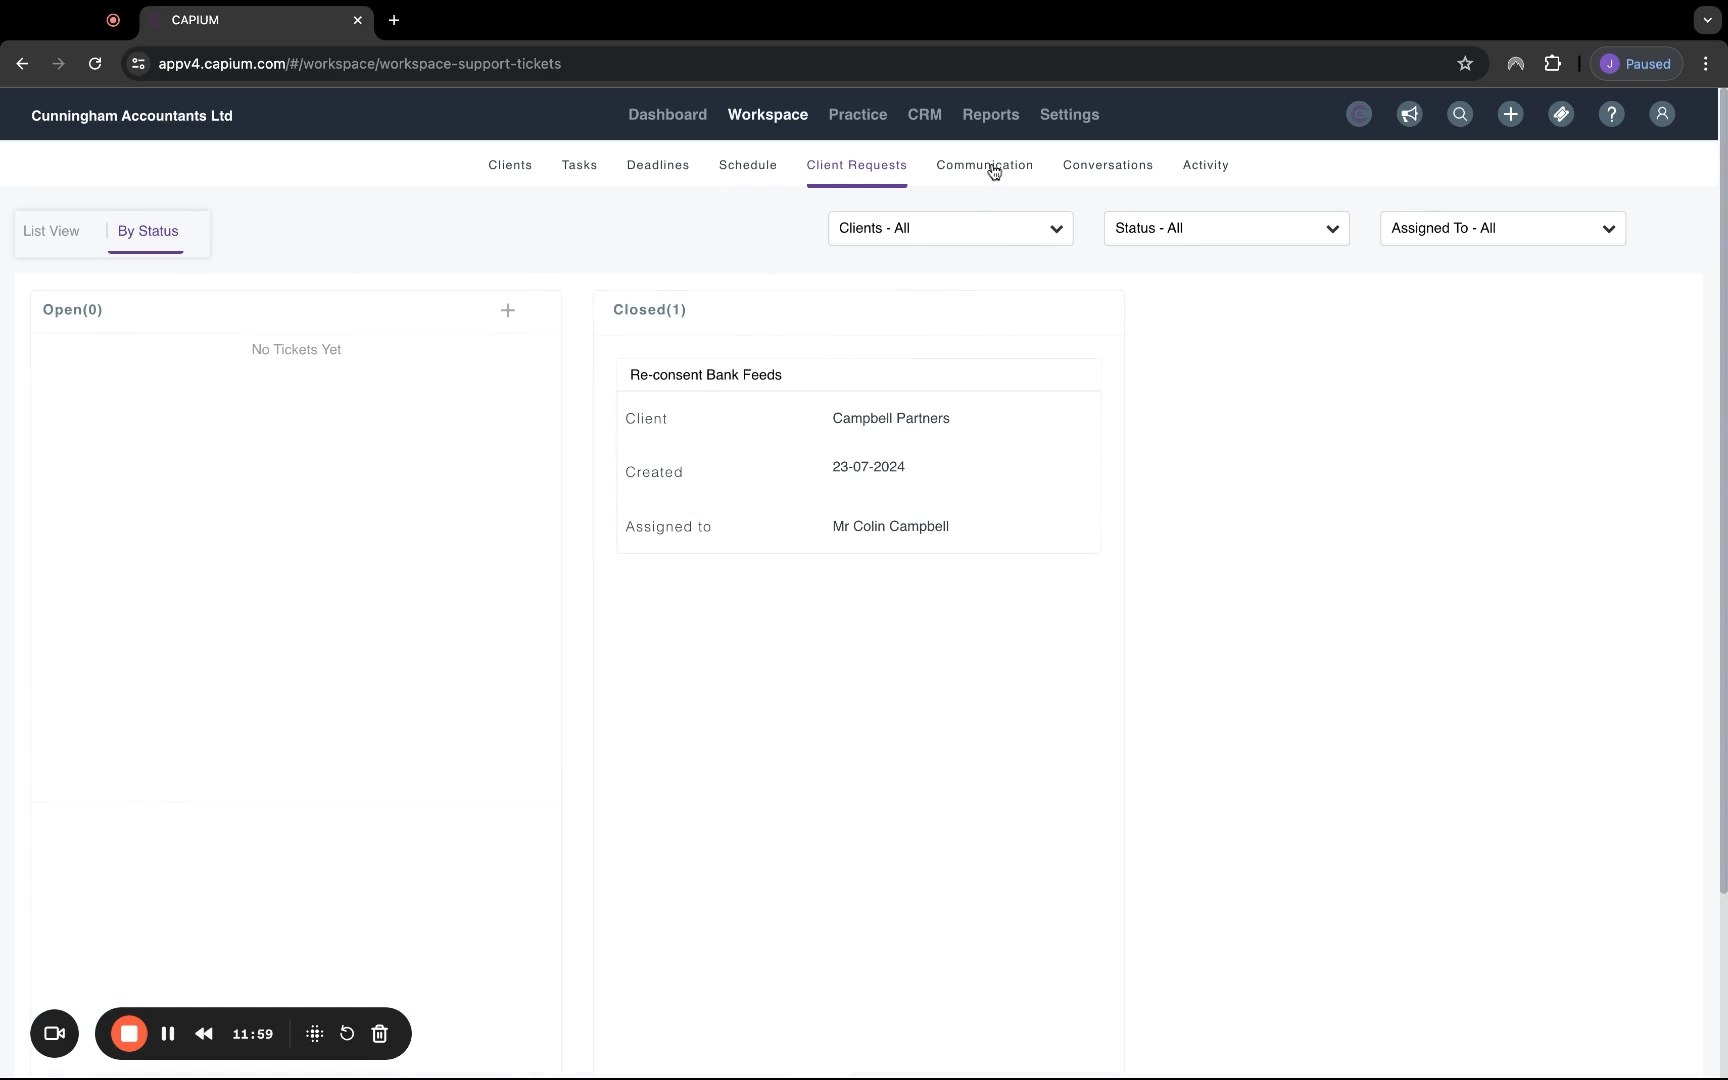 CAPIUM
appv4.capium.com/#/workspace/workspace-support-tickets
J Paused
Cunningham Accountants Ltd
Dashboard Workspace Practice CRM Reports Settings
Clients Tasks Deadlines Schedule Client Requests Communication Conversations Activity
List View By Status
Clients - All Status - All Assigned To - All
Open(0)
No Tickets Yet
Closed(1)
Re-consent Bank Feeds
Client Campbell Partners
Created 23-07-2024
Assigned to Mr Colin Campbell
11:59